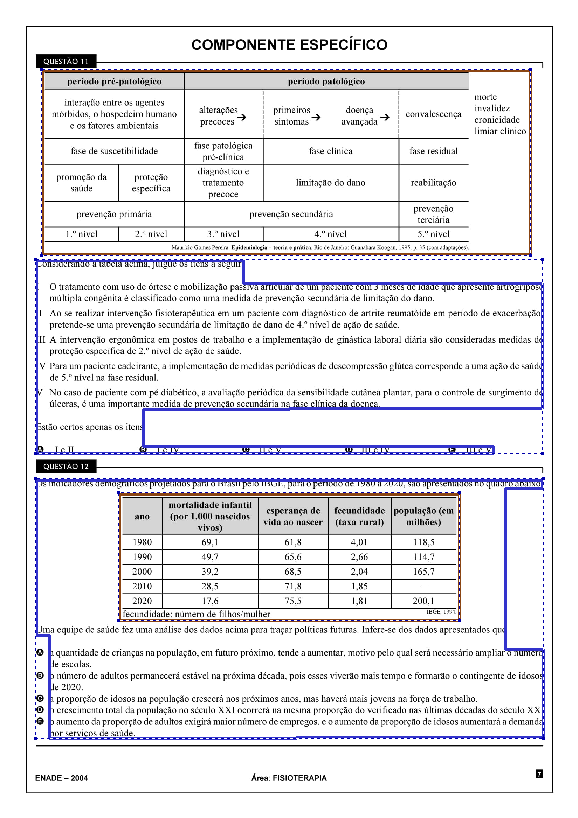 COMPONENTE ESPECÍFICO
QUESTÃO 11
período pré-patológico
período patológico
interação entre os agentes
mórbidos, o hospedeiro humano
e os fatores ambientais
alterações
precoces
primeiros
sintomas
doença
avançada
convalescença
morte
invalidez
cronicidade
limiar clínico
fase de suscetibilidade
fase patológica
pré-clínica
fase clínica
fase residual
promoção da
saúde
proteção
específica
diagnóstico e
tratamento
precoce
limitação do dano
reabilitação
prevenção primária
prevenção secundária
prevenção
terciária
1.º nível
2.º nível
3.º nível
4.º nível
5.º nível
Maurício Gomes Pereira. Epidemiologia – teoria e prática. Rio de Janeiro: Guanabara Koogan, 1995, p. 35 (com adaptações).
Considerando a tabela acima, julgue os itens a seguir.
O tratamento com uso de órtese e mobilização passiva articular de um paciente com 3 meses de idade que apresente artrogripose
múltipla congênita é classificado como uma medida de prevenção secundária de limitação do dano.
I Ao se realizar intervenção fisioterapêutica em um paciente com diagnóstico de artrite reumatóide em período de exacerbação,
pretende-se uma prevenção secundária de limitação de dano de 4.º nível de ação de saúde.
II A intervenção ergonômica em postos de trabalho e a implementação de ginástica laboral diária são consideradas medidas de
proteção específica de 2.º nível de ação de saúde.
V Para um paciente cadeirante, a implementação de medidas periódicas de descompressão glútea corresponde a uma ação de saúde
de 5.º nível na fase residual.
V No caso de paciente com pé diabético, a avaliação periódica da sensibilidade cutânea plantar, para o controle de surgimento de
úlceras, é uma importante medida de prevenção secundária na fase clínica da doença.
Estão certos apenas os itens
A I e II.
QUESTÃO 12
Os indicadores demográficos projetados para o Brasil pelo IBGE, para o período de 1980 a 2020, são apresentados no quadro abaixo.
ano
mortalidade infantil
(por 1.000 nascidos
vivos)
esperança de
vida ao nascer
fecundidade
(taxa rural)
população (em
milhões)
1980 69,1 61,8 4,01 118,5
1990 49,7 65,6 2,66 114,7
2000 39,2 68,5 2,04 165,7
2010 28,5 71,8 1,85
2020 17,6 75,5 1,81 200,1
fecundidade: número de filhos/mulher
Uma equipe de saúde fez uma análise dos dados acima para traçar políticas futuras. Infere-se dos dados apresentados que
A a quantidade de crianças na população, em futuro próximo, tende a aumentar, motivo pelo qual será necessário ampliar o número
de escolas.
B o número de adultos permanecerá estável na próxima década, pois esses viverão mais tempo e formarão o contingente de idosos
de 2020.
C a proporção de idosos na população crescerá nos próximos anos, mas haverá mais jovens na força de trabalho.
D o crescimento total da população no século XXI ocorrerá na mesma proporção do verificado nas últimas décadas do século XX.
E o aumento da proporção de adultos exigirá maior número de empregos, e o aumento da proporção de idosos aumentará a demanda
por serviços de saúde.
ENADE – 2004
Área: FISIOTERAPIA
7